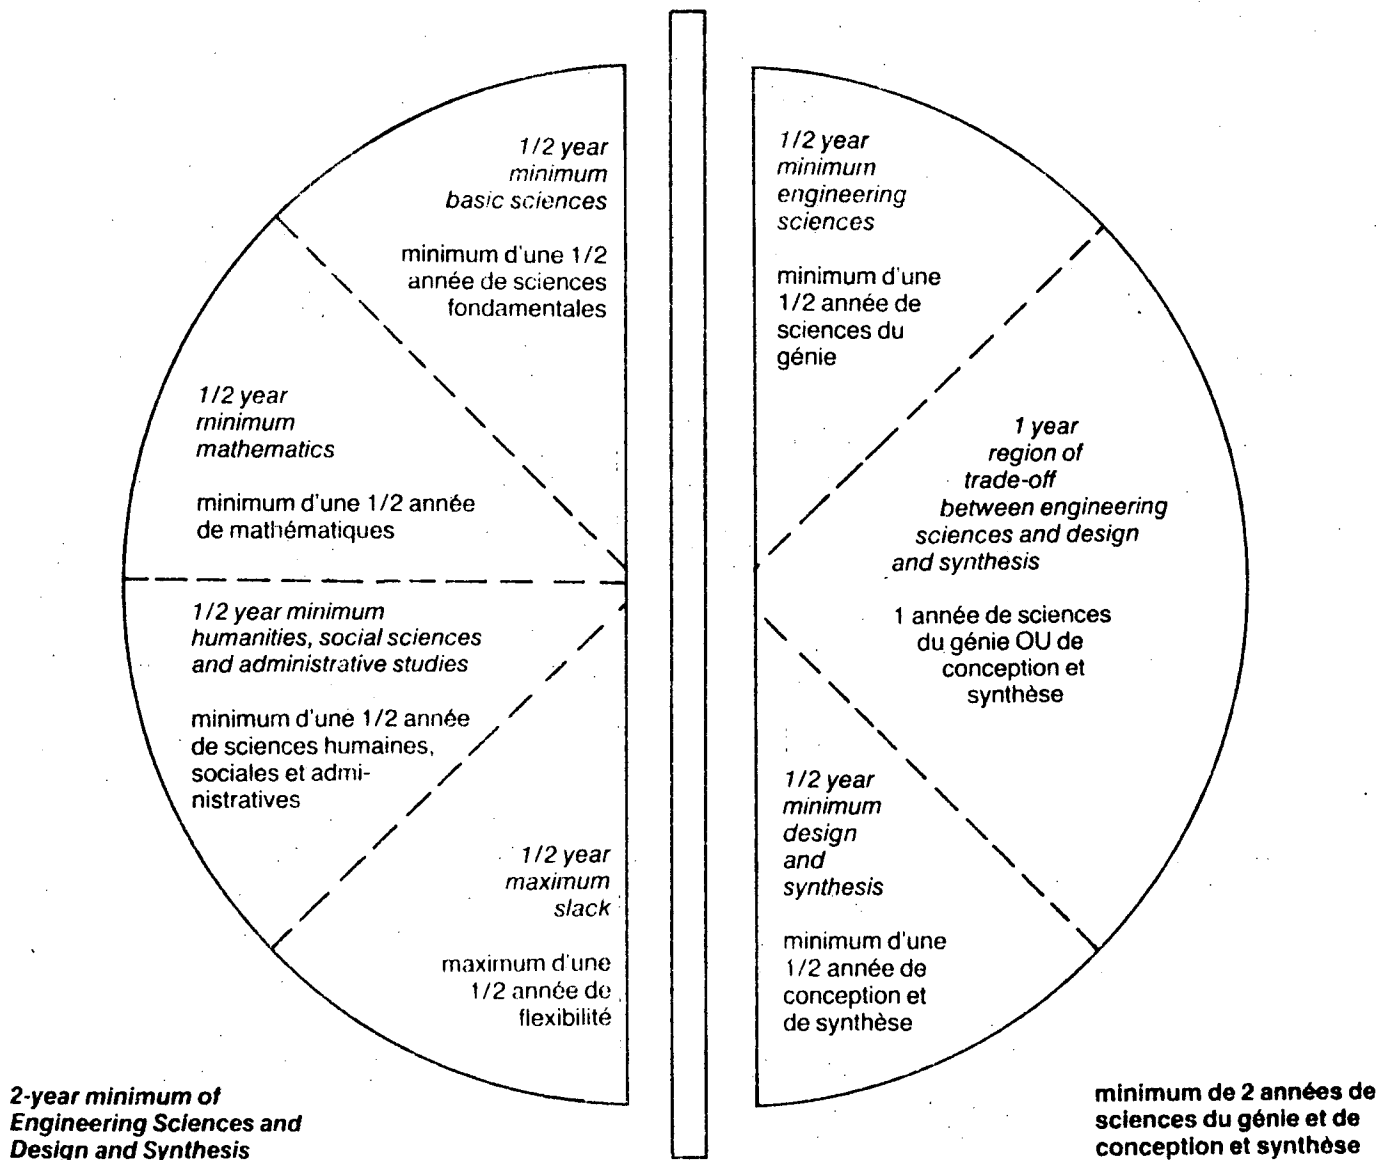 1/2 year
minimum
basic sciences
minimum d'une 1/2
année de sciences
fondamentales
1/2 year
minimum
mathematics
minimum d'une 1/2 année
de mathématiques
1/2 year minimum
humanities, social sciences
and administrative studies
minimum d'une 1/2 année
de sciences humaines,
sociales et admi-
nistratives
1/2 year
maximum
slack
maximum d'une
1/2 année de
flexibilité
1/2 year
minimum
engineering
sciences
minimum d'une
1/2 année de
sciences du
génie
1 year
region of
trade-off
between engineering
sciences and design
and synthesis
1 année de sciences
du génie OU de
conception et
synthèse
1/2 year
minimum
design
and
synthesis
minimum d'une
1/2 année de
conception et
de synthèse
2-year minimum of
Engineering Sciences and
Design and Synthesis
minimum de 2 années de
sciences du génie et de
conception et synthèse